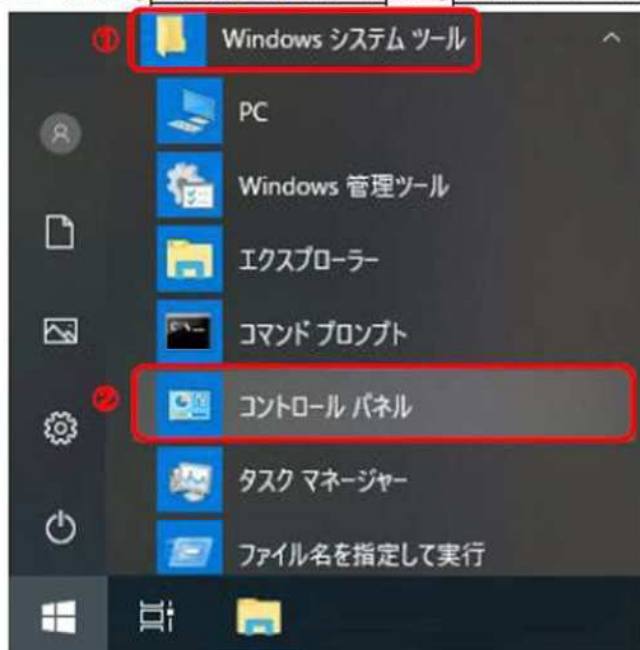 ① Windows システム ツール
PC
Windows 管理ツール
エクスプローラー
コマンド プロンプト
② コントロール パネル
タスク マネージャー
ファイル名を指定して実行